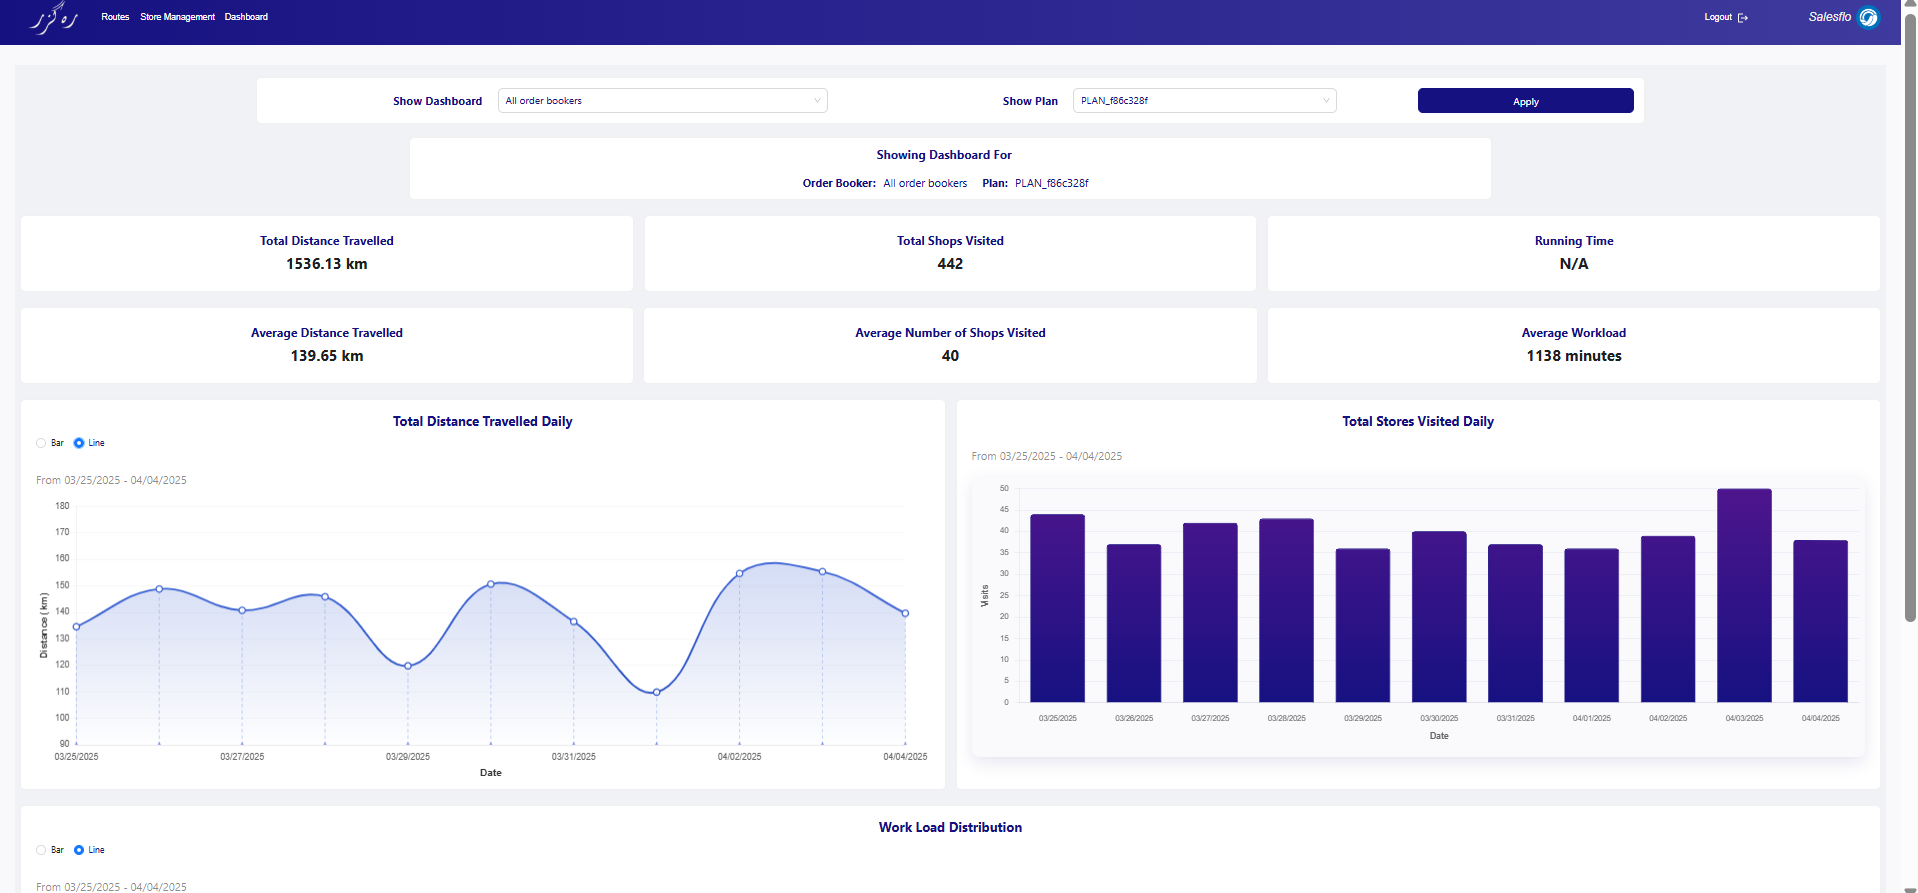 Routes Store Management Dashboard Logout Salesflo
Show Dashboard All order bookers Show Plan PLAN_f86c328f Apply
Showing Dashboard For
Order Booker: All order bookers Plan: PLAN_f86c328f
Total Distance Travelled
1536.13 km
Total Shops Visited
442
Running Time
N/A
Average Distance Travelled
139.65 km
Average Number of Shops Visited
40
Average Workload
1138 minutes
Total Distance Travelled Daily
Bar Line
From 03/25/2025 - 04/04/2025
180
170
160
150
140
130
120
110
100
90
Distance (km)
03/25/2025 03/27/2025 03/29/2025 03/31/2025 04/02/2025 04/04/2025
Date
Total Stores Visited Daily
From 03/25/2025 - 04/04/2025
50
45
40
35
30
25
20
15
10
5
0
Visits
03/25/2025 03/26/2025 03/27/2025 03/28/2025 03/29/2025 03/30/2025 03/31/2025 04/01/2025 04/02/2025 04/03/2025 04/04/2025
Date
Work Load Distribution
Bar Line
From 03/25/2025 - 04/04/2025